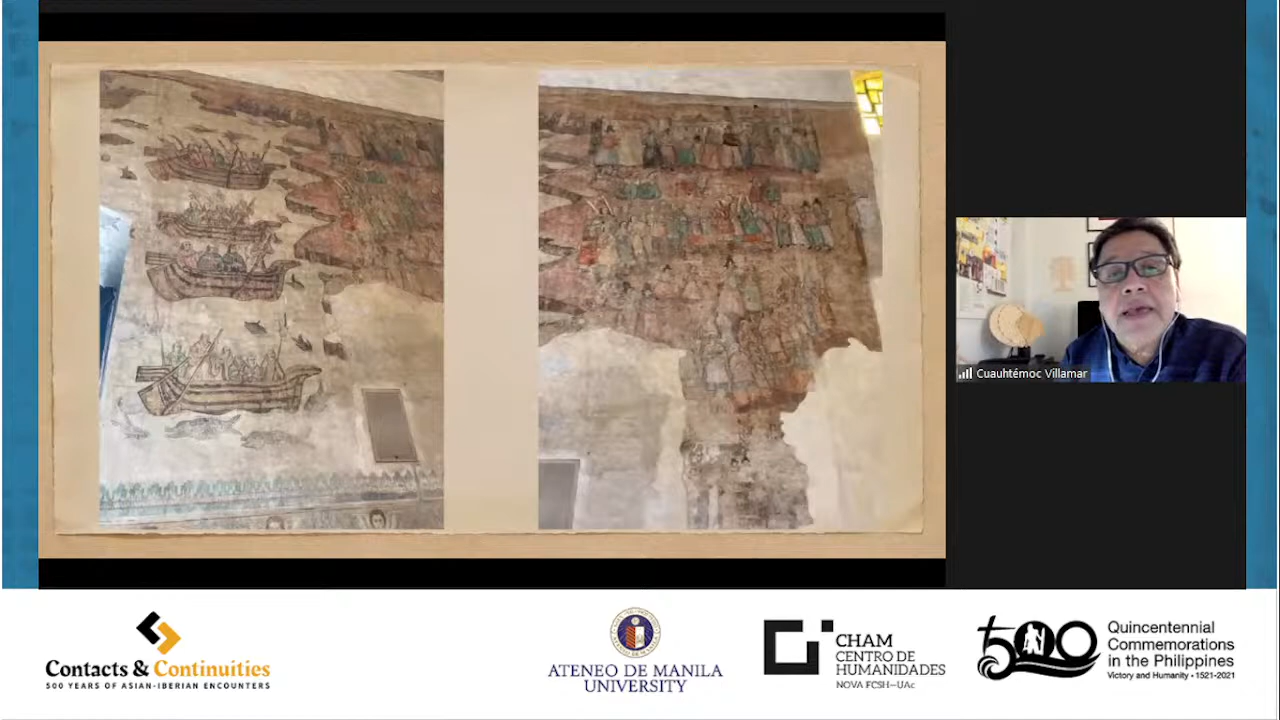 Cuauhtémoc Villamar
Contacts & Continuities
500 YEARS OF ASIAN-IBERIAN ENCOUNTERS
ATENEO DE MANILA
UNIVERSITY
CHAM
CENTRO DE
HUMANIDADES
NOVA FCSH—UAc
500
Quincentennial
Commemorations
in the Philippines
Victory and Humanity • 1521-2021